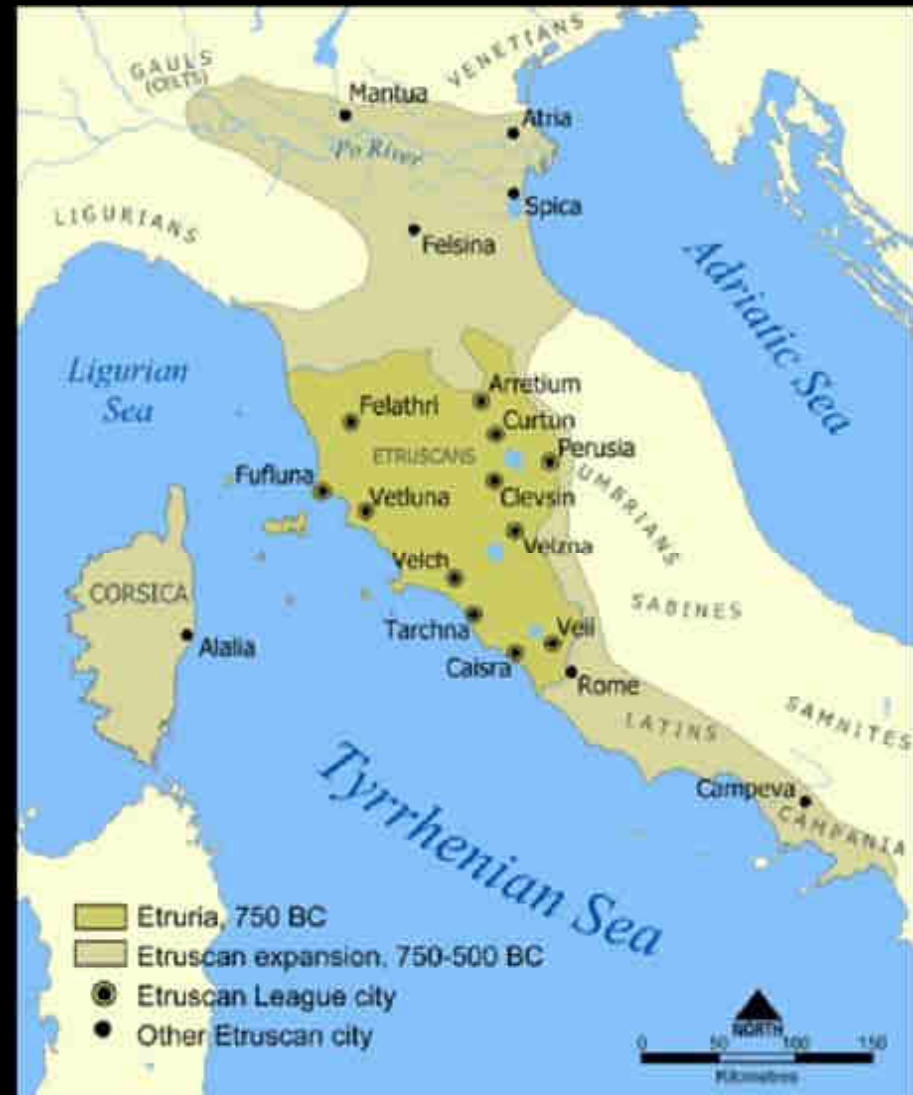 GAULS
(CELTS)
VENETIANS
Mantua
Atria
Po River
Spica
LIGURIANS
Felsina
Adriatic Sea
Ligurian
Sea
Arretium
Felathri
Curtun
ETRUSCANS
Perusia
Fufluna
Clevsin
UMBRIANS
Vetluna
Velzna
Velch
CORSICA
SABINES
Tarchna
Veii
Alalia
Caisra
Rome
LATINS
SAMNITES
Tyrrhenian Sea
Campeva
CAMPANIA
Etruria, 750 BC
Etruscan expansion, 750-500 BC
Etruscan League city
Other Etruscan city
NORTH
0 50 100 150
Kilometres